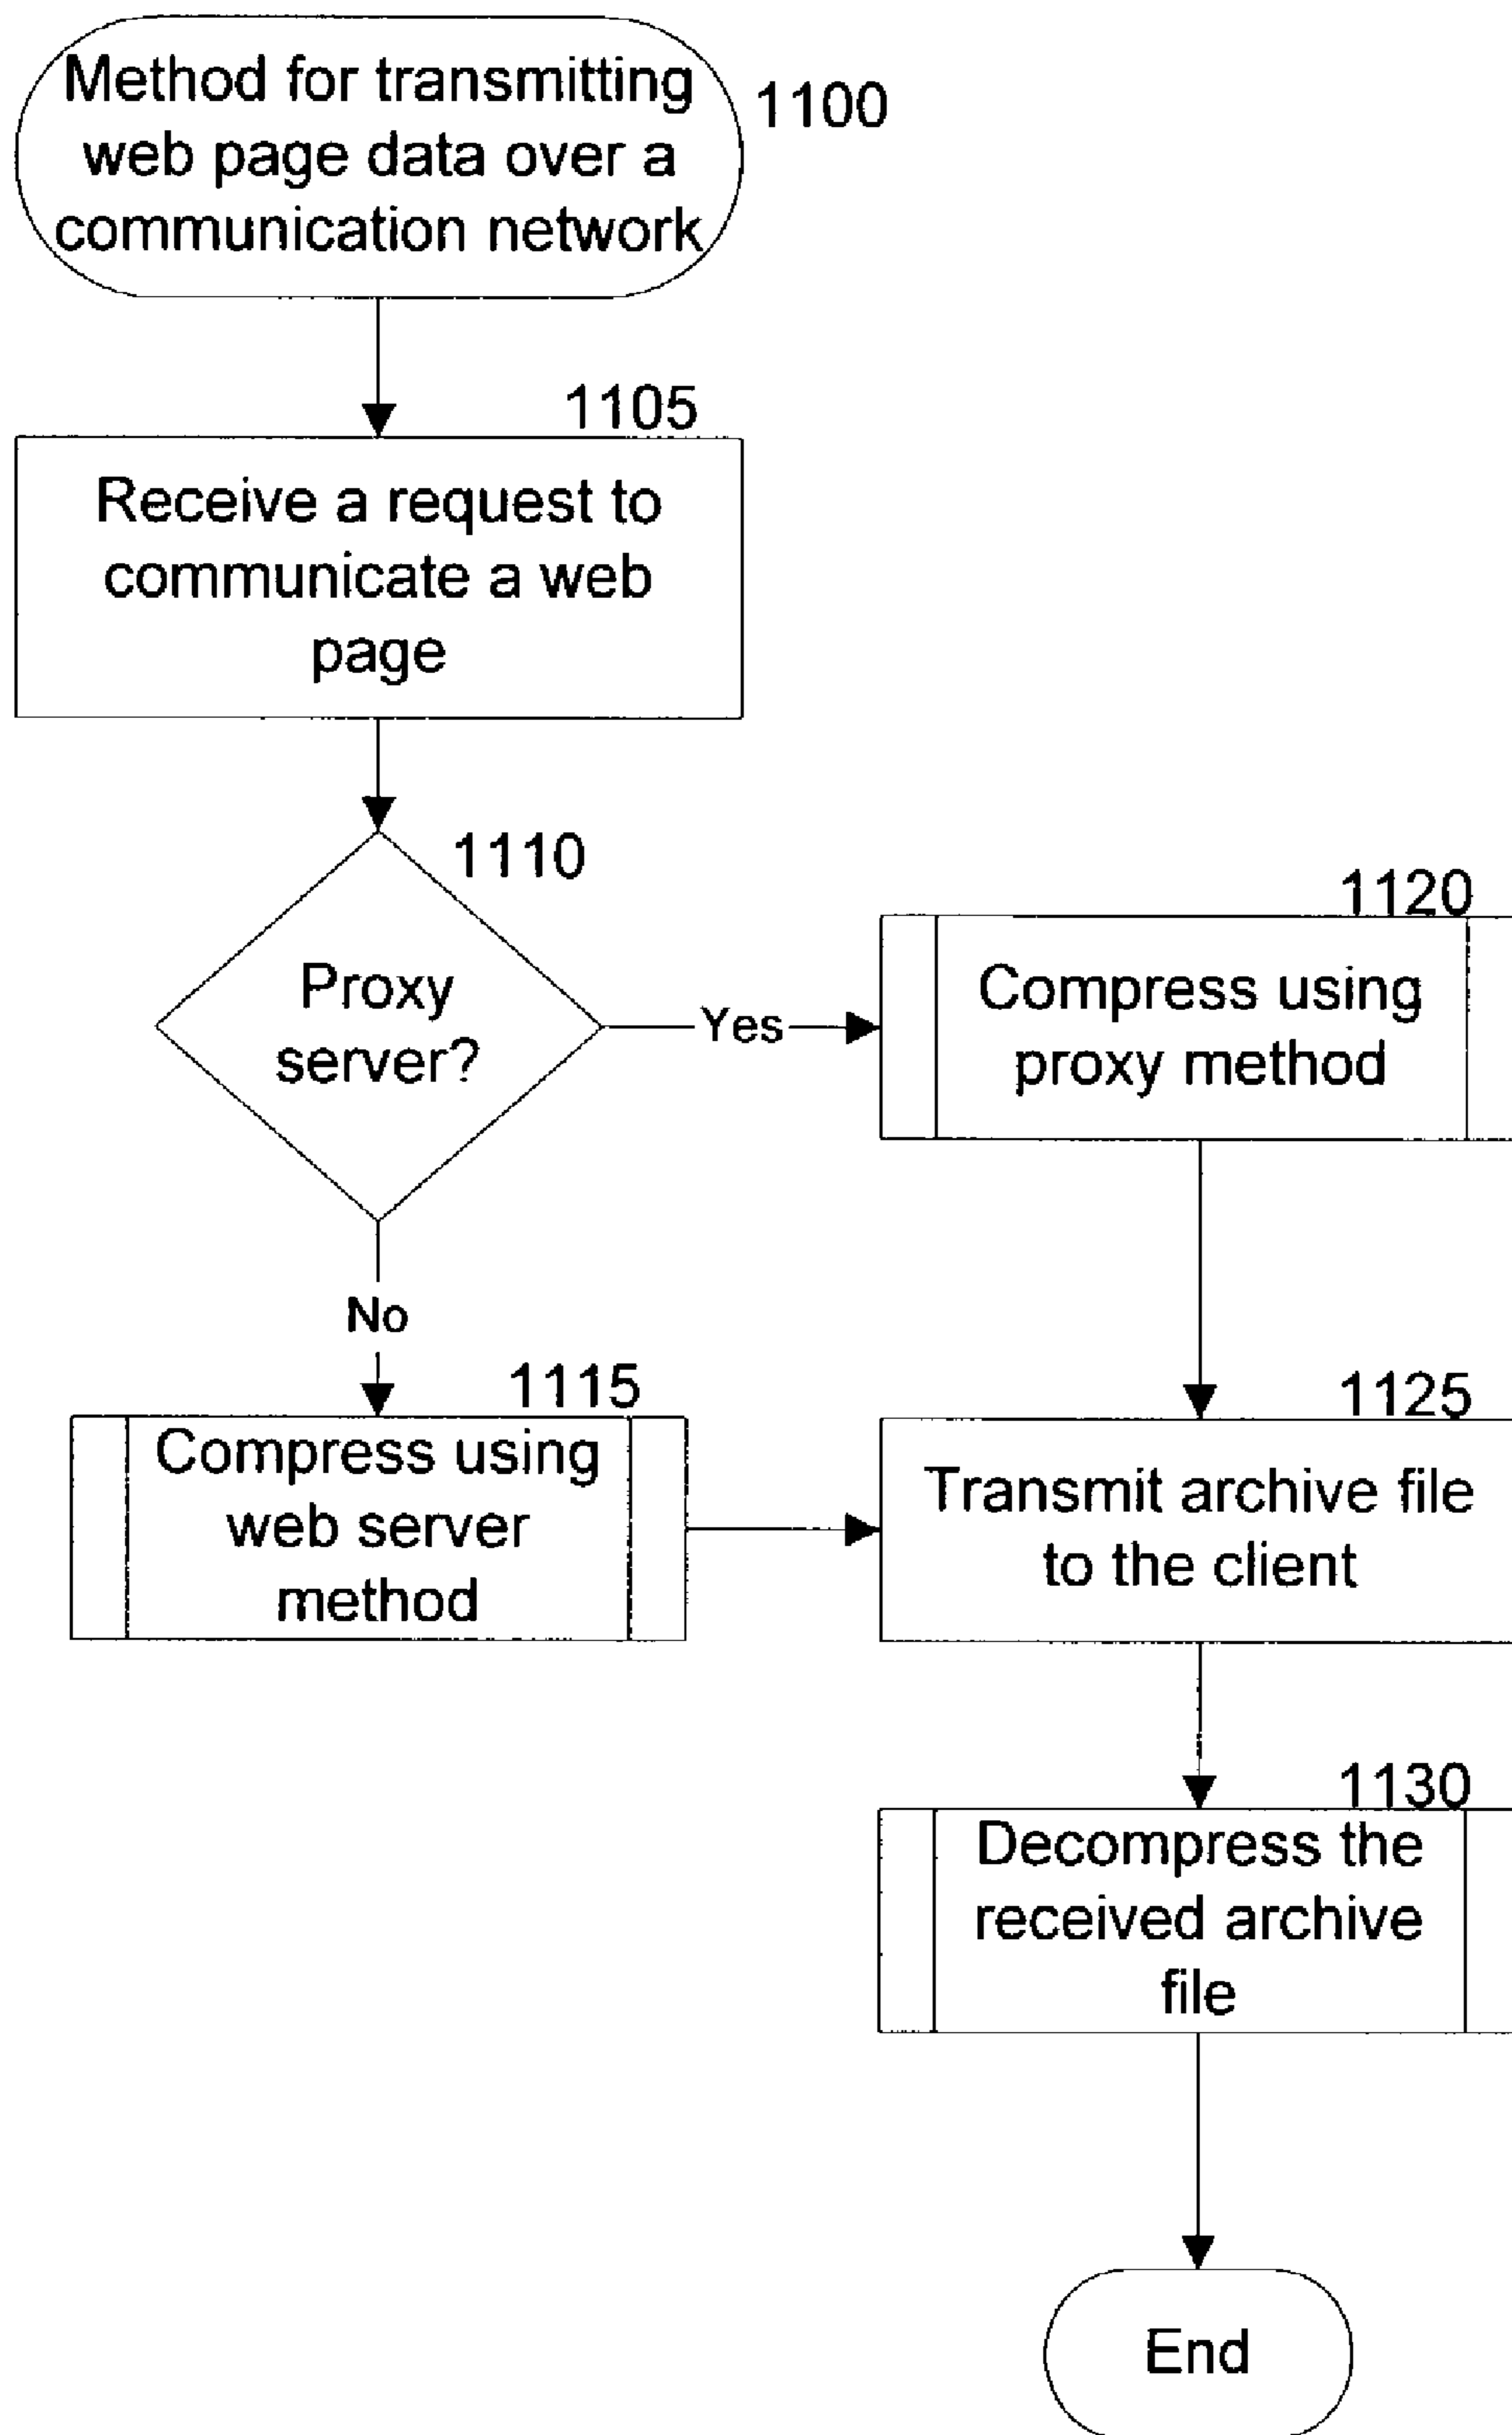 Method for transmitting
web page data over a
communication network
1100
1105
Receive a request to
communicate a web
page
1110
Proxy
server?
Yes
1120
Compress using
proxy method
No
1115
Compress using
web server
method
1125
Transmit archive file
to the client
1130
Decompress the
received archive
file
End